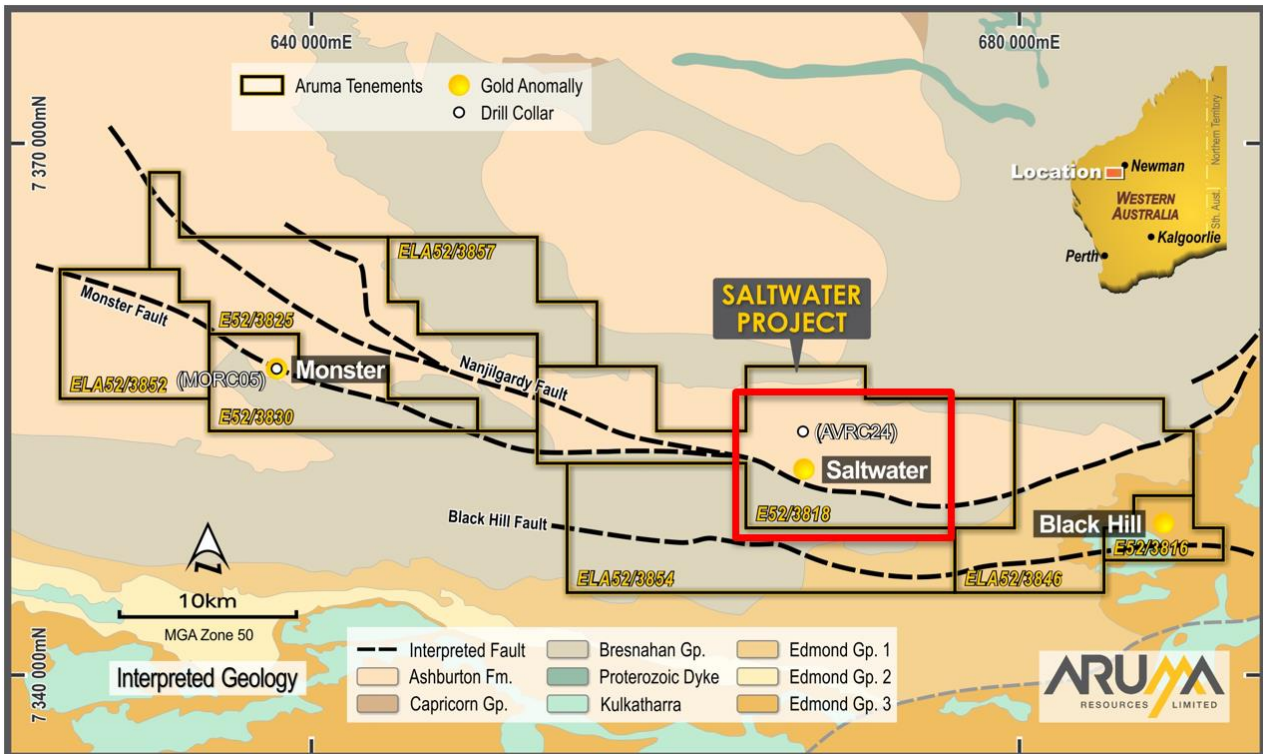 640 000mE
680 000mE
7 370 000mN
7 340 000mN
Aruma Tenements
Gold Anomally
Drill Collar
Location
Newman
WESTERN
AUSTRALIA
Kalgoorlie
Perth
Northern Territory
Sth. Aust.
ELA52/3857
SALTWATER
PROJECT
Monster Fault
E52/3825
Nanjilgardy Fault
ELA52/3852
(MORC05)
Monster
E52/3830
(AVRC24)
Saltwater
E52/3818
Black Hill Fault
Black Hill
E52/3816
ELA52/3854
ELA52/3846
N
10km
MGA Zone 50
Interpreted Geology
Interpreted Fault
Ashburton Fm.
Capricorn Gp.
Bresnahan Gp.
Proterozoic Dyke
Kulkatharra
Edmond Gp. 1
Edmond Gp. 2
Edmond Gp. 3
ARUMA
RESOURCES LIMITED